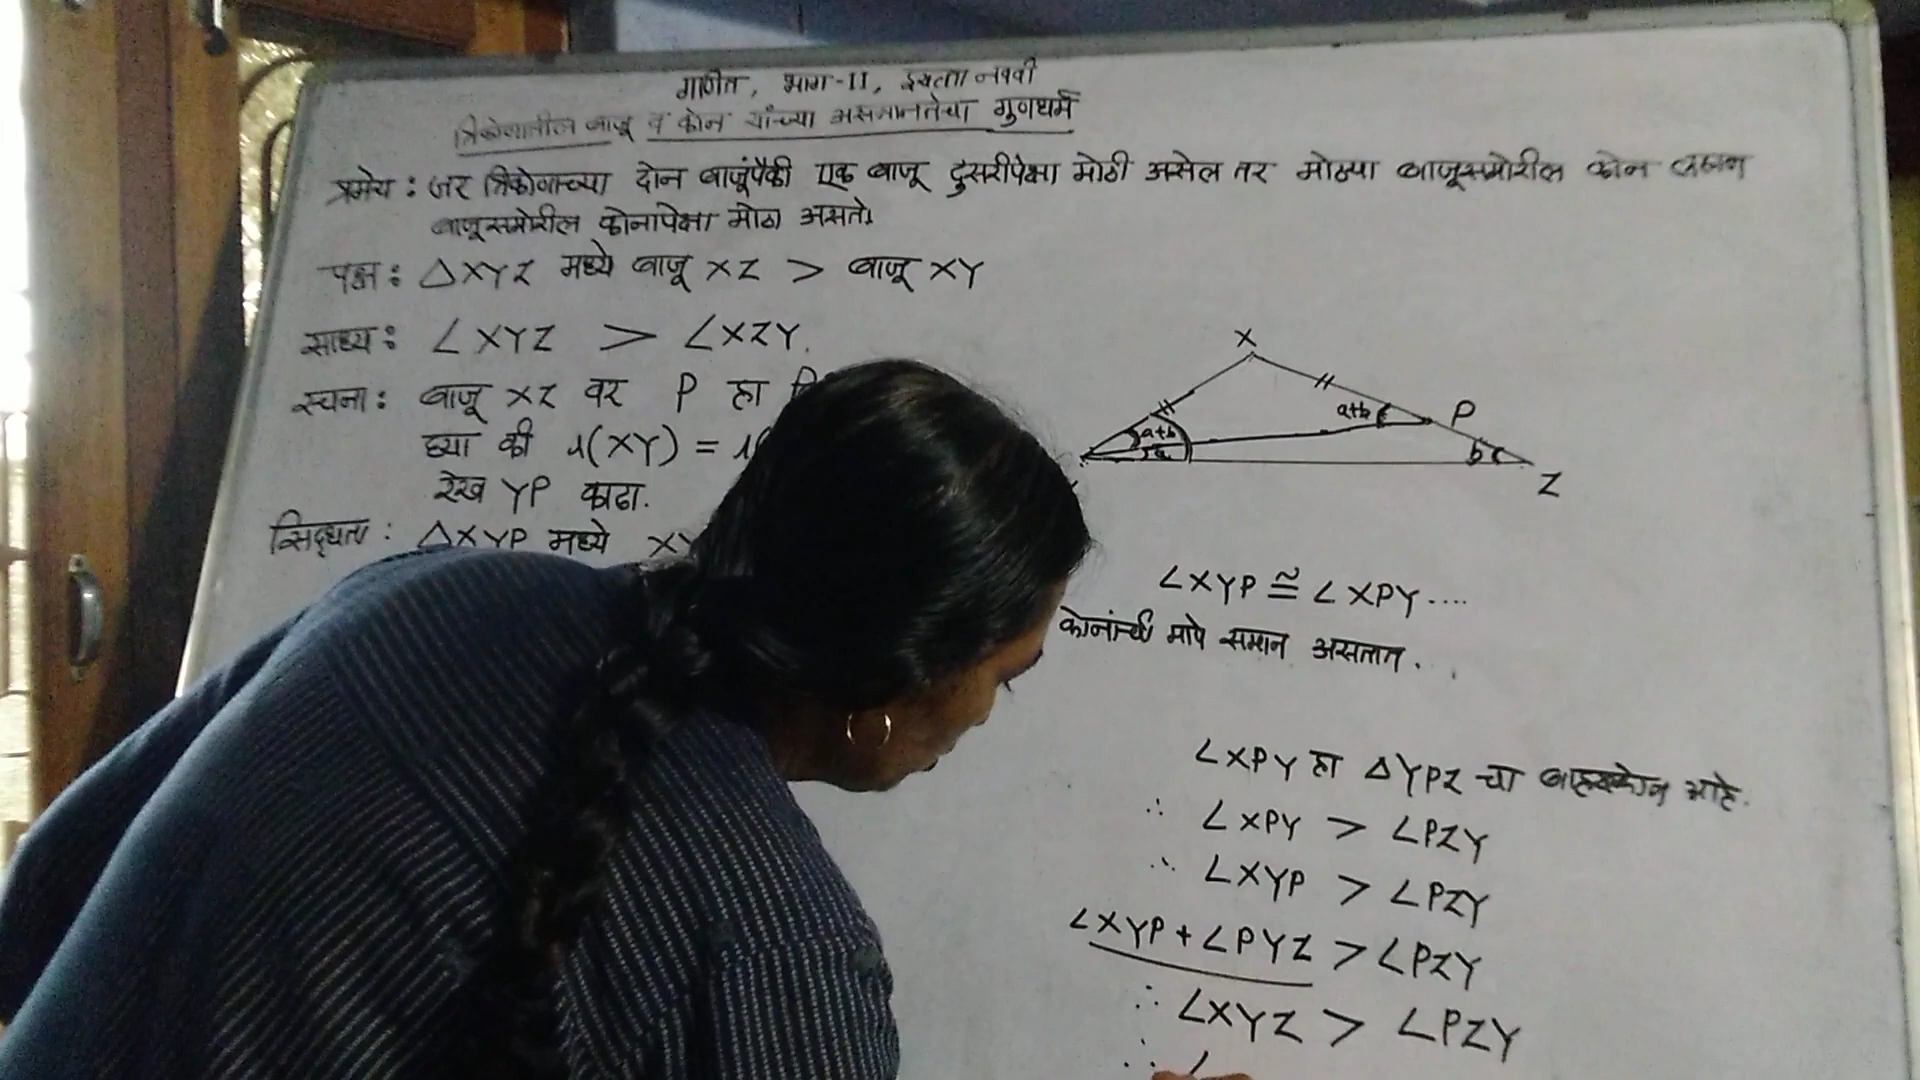 गणित, भाग-II, इयत्ता नववी
त्रिकोणातील बाजू व कोन यांच्या असमानतेचा गुणधर्म
प्रमेय : जर त्रिकोणाच्या दोन बाजूंपैकी एक बाजू दुसरीपेक्षा मोठी असेल तर मोठ्या बाजूसमोरील कोन लहान
बाजूसमोरील कोनापेक्षा मोठा असतो.
पक्ष : △XYZ मध्ये बाजू XZ > बाजू XY
साध्य : ∠XYZ > ∠XZY.
रचना : बाजू XZ वर P हा
घ्या की l(XY) =
रेख YP काढा.
सिद्धता : △XYP मध्ये XY
X
P
Z
a+b
a+b
a
b
∠XYP ≅ ∠XPY....
कोनांची मापे समान असतात.
∠XPY हा △YPZ चा बाह्यकोन आहे.
∴ ∠XPY > ∠PZY
∴ ∠XYP > ∠PZY
∠XYP + ∠PYZ > ∠PZY
∴ ∠XYZ > ∠PZY
∴ ∠